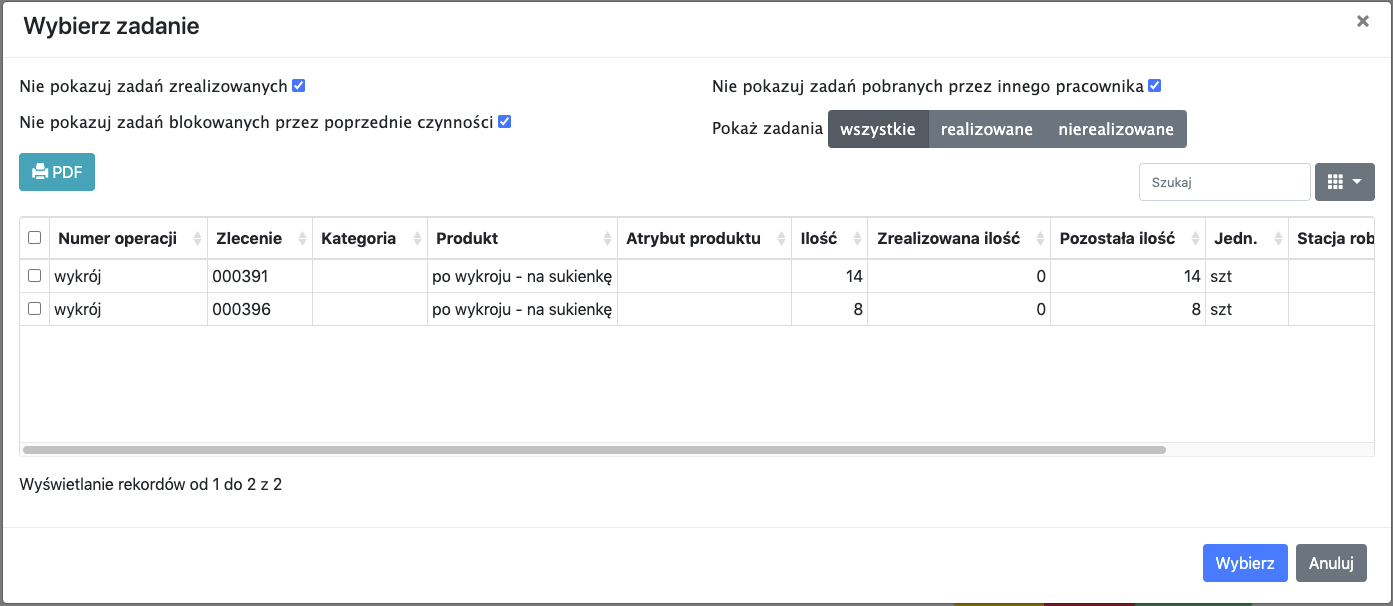 Wybierz zadanie ×
Nie pokazuj zadań zrealizowanych
Nie pokazuj zadań pobranych przez innego pracownika
Nie pokazuj zadań blokowanych przez poprzednie czynności
Pokaż zadania wszystkie realizowane nierealizowane
PDF
Szukaj
Numer operacji Zlecenie Kategoria Produkt Atrybut produktu Ilość Zrealizowana ilość Pozostała ilość Jedn. Stacja rob
wykrój 000391 po wykroju - na sukienkę 14 0 14 szt
wykrój 000396 po wykroju - na sukienkę 8 0 8 szt
Wyświetlanie rekordów od 1 do 2 z 2
Wybierz Anuluj